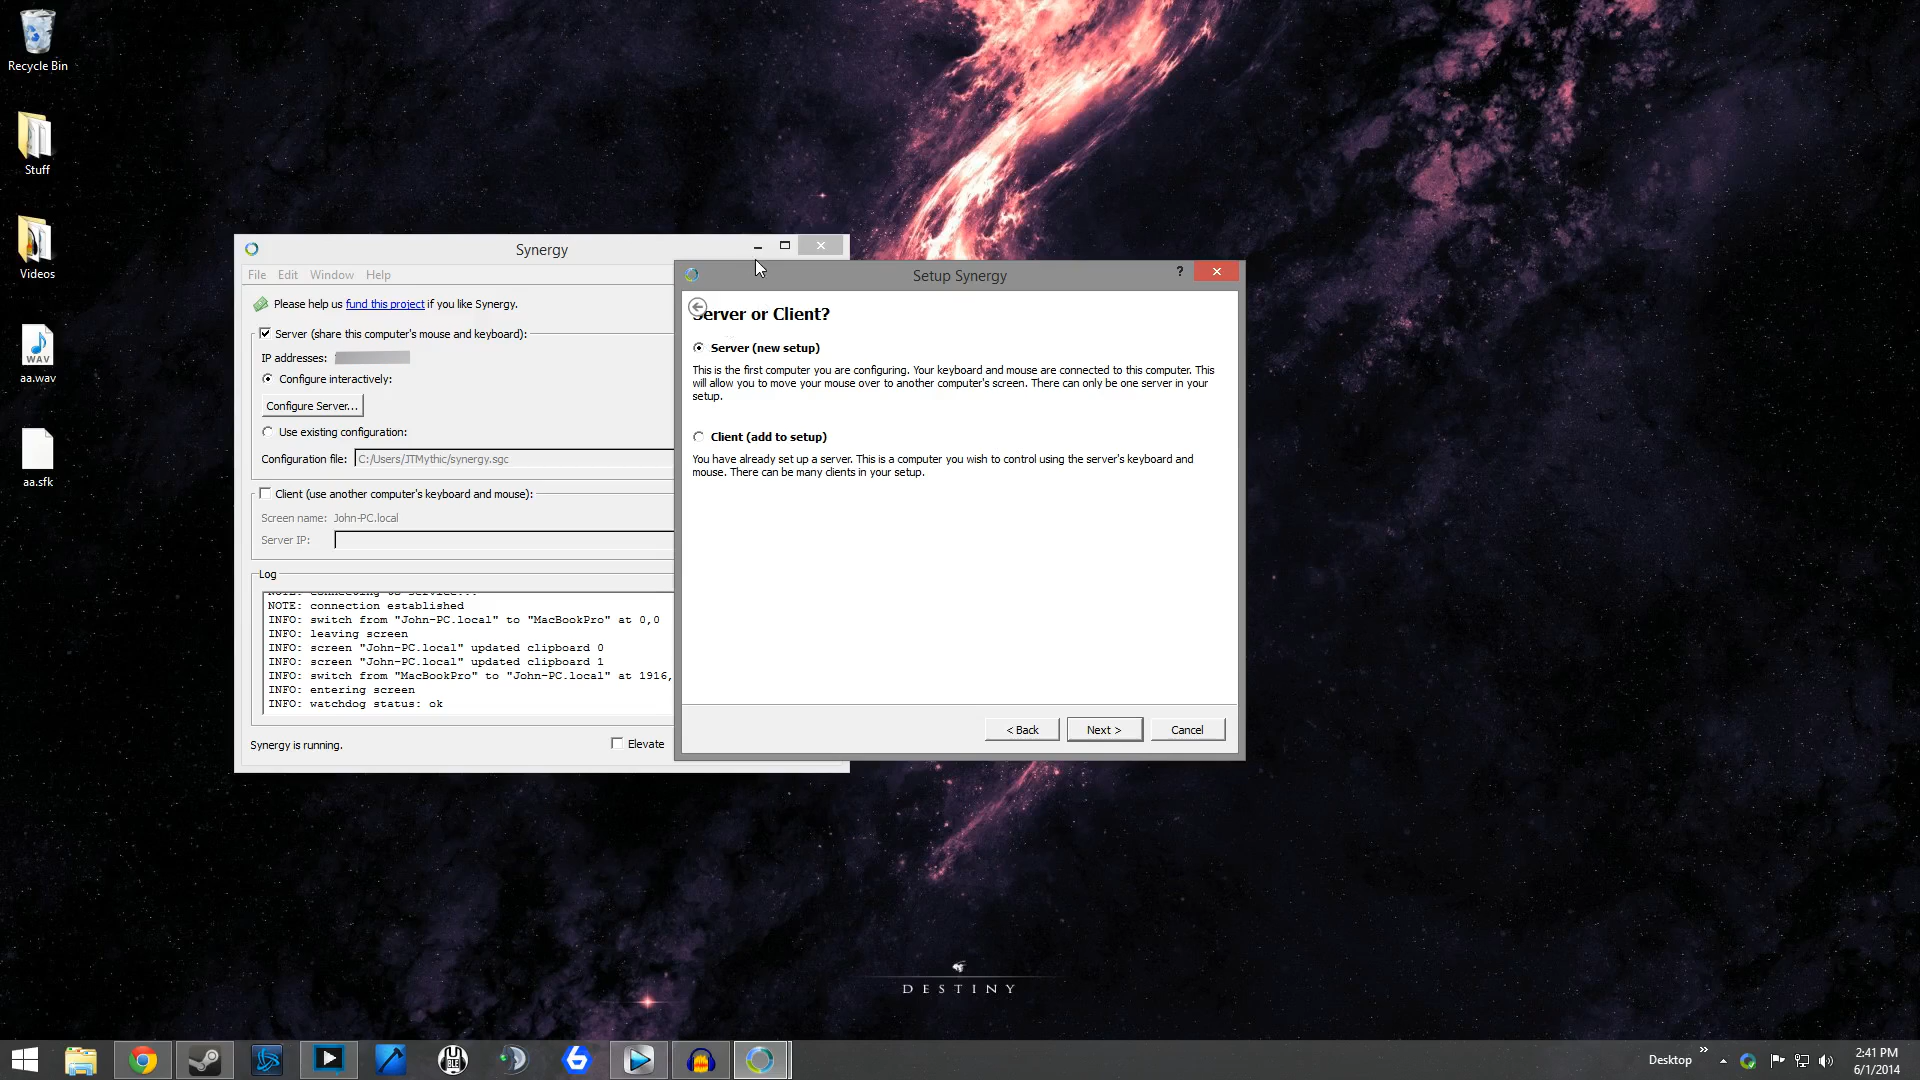 Recycle Bin
Stuff
Videos
WAV
aa.wav
aa.sfk
Synergy
File Edit Window Help
Please help us fund this project if you like Synergy.
Server (share this computer's mouse and keyboard):
IP addresses:
Configure interactively:
Configure Server...
Use existing configuration:
Configuration file: C:/Users/JTMythic/synergy.sgc
Client (use another computer's keyboard and mouse):
Screen name: John-PC.local
Server IP:
Log
NOTE: connecting to service...
NOTE: connection established
INFO: switch from "John-PC.local" to "MacBookPro" at 0,0
INFO: leaving screen
INFO: screen "John-PC.local" updated clipboard 0
INFO: screen "John-PC.local" updated clipboard 1
INFO: switch from "MacBookPro" to "John-PC.local" at 1916,
INFO: entering screen
INFO: watchdog status: ok
Synergy is running.
Elevate
Setup Synergy
?
Server or Client?
Server (new setup)
This is the first computer you are configuring. Your keyboard and mouse are connected to this computer. This
will allow you to move your mouse over to another computer's screen. There can only be one server in your
setup.
Client (add to setup)
You have already set up a server. This is a computer you wish to control using the server's keyboard and
mouse. There can be many clients in your setup.
< Back Next > Cancel
DESTINY
Desktop
2:41 PM
6/1/2014